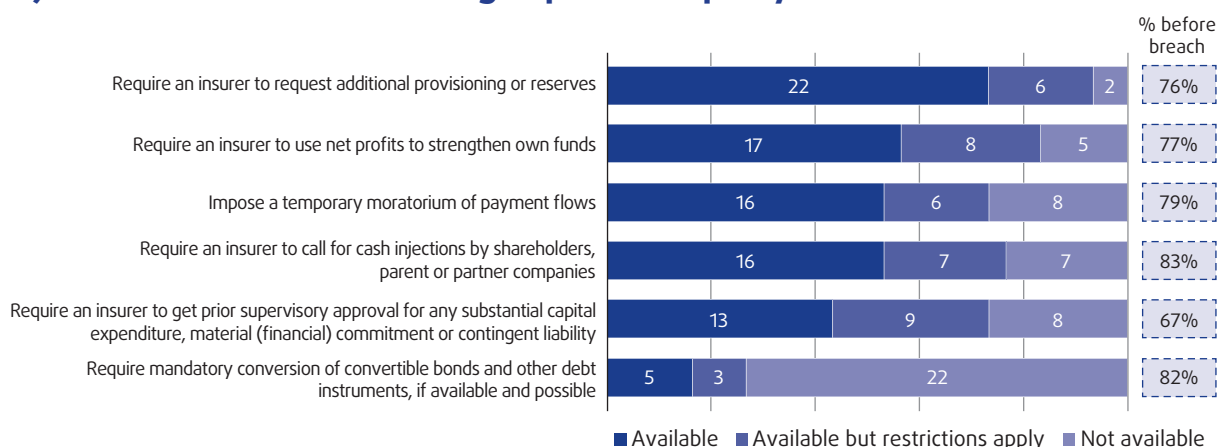 % before
breach
Require an insurer to request additional provisioning or reserves
22 6 2 76%
Require an insurer to use net profits to strengthen own funds
17 8 5 77%
Impose a temporary moratorium of payment flows
16 6 8 79%
Require an insurer to call for cash injections by shareholders,
parent or partner companies
16 7 7 83%
Require an insurer to get prior supervisory approval for any substantial capital
expenditure, material (financial) commitment or contingent liability
13 9 8 67%
Require mandatory conversion of convertible bonds and other debt
instruments, if available and possible
5 3 22 82%
Available Available but restrictions apply Not available